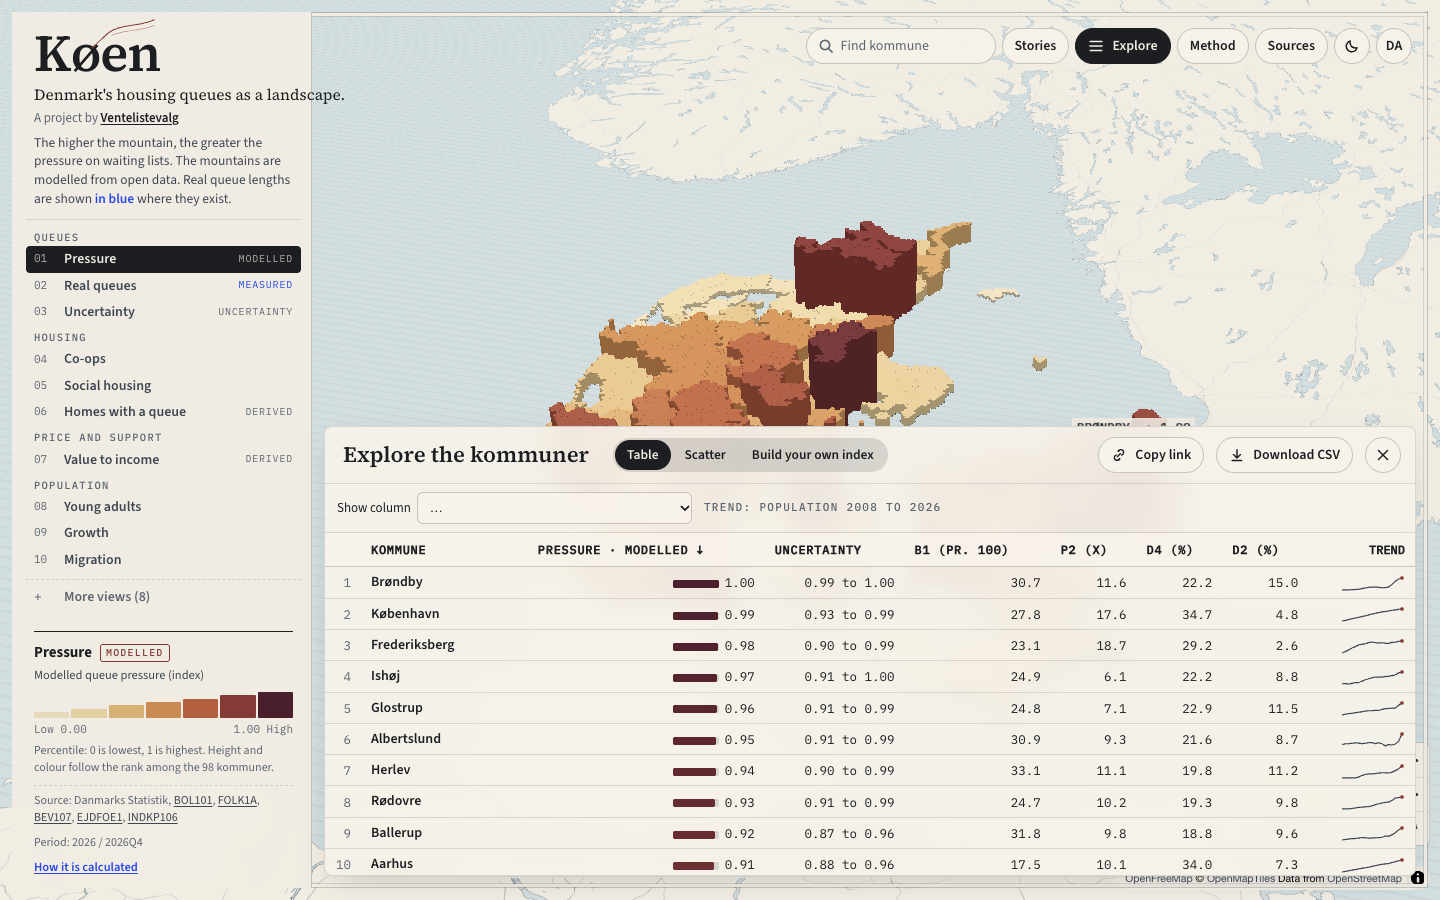 Køen
Denmark's housing queues as a landscape.
A project by Ventelistevalg
The higher the mountain, the greater the
pressure on waiting lists. The mountains are
modelled from open data. Real queue lengths
are shown in blue where they exist.
QUEUES
01 Pressure MODELLED
02 Real queues MEASURED
03 Uncertainty UNCERTAINTY
HOUSING
04 Co-ops
05 Social housing
06 Homes with a queue DERIVED
PRICE AND SUPPORT
07 Value to income DERIVED
POPULATION
08 Young adults
09 Growth
10 Migration
+ More views (8)
Pressure MODELLED
Modelled queue pressure (index)
Low 0.00 1.00 High
Percentile: 0 is lowest, 1 is highest. Height and
colour follow the rank among the 98 kommuner.
Source: Danmarks Statistik, BOL101, FOLK1A,
BEV107, EJDFOE1, INDKP106
Period: 2026 / 2026Q4
How it is calculated
Find kommune Stories Explore Method Sources DA
Explore the kommuner Table Scatter Build your own index Copy link Download CSV
Show column ... TREND: POPULATION 2008 TO 2026
KOMMUNE PRESSURE · MODELLED ↓ UNCERTAINTY B1 (PR. 100) P2 (X) D4 (%) D2 (%) TREND
1 Brøndby 1.00 0.99 to 1.00 30.7 11.6 22.2 15.0
2 København 0.99 0.93 to 0.99 27.8 17.6 34.7 4.8
3 Frederiksberg 0.98 0.90 to 0.99 23.1 18.7 29.2 2.6
4 Ishøj 0.97 0.91 to 1.00 24.9 6.1 22.2 8.8
5 Glostrup 0.96 0.91 to 0.99 24.8 7.1 22.9 11.5
6 Albertslund 0.95 0.91 to 0.99 30.9 9.3 21.6 8.7
7 Herlev 0.94 0.90 to 0.99 33.1 11.1 19.8 11.2
8 Rødovre 0.93 0.91 to 0.99 24.7 10.2 19.3 9.8
9 Ballerup 0.92 0.87 to 0.96 31.8 9.8 18.8 9.6
10 Aarhus 0.91 0.88 to 0.96 17.5 10.1 34.0 7.3
OpenFreeMap © OpenMapTiles Data from OpenStreetMap